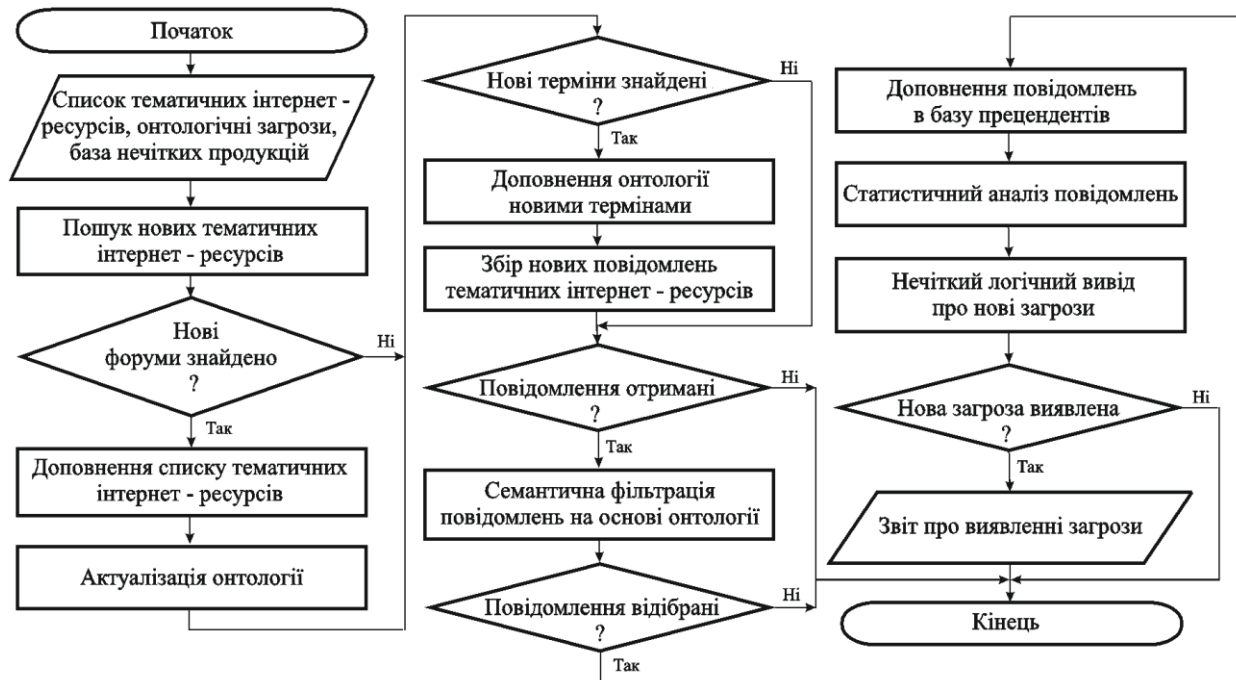 Початок
Список тематичних інтернет -
ресурсів, онтологічні загрози,
база нечітких продукцій
Пошук нових тематичних
інтернет - ресурсів
Нові
форуми знайдено
?
Ні
Так
Доповнення списку тематичних
інтернет - ресурсів
Актуалізація онтології
Нові терміни знайдені
?
Ні
Так
Доповнення онтології
новими термінами
Збір нових повідомлень
тематичних інтернет - ресурсів
Повідомлення отримані
?
Ні
Так
Семантична фільтрація
повідомлень на основі онтології
Повідомлення відібрані
?
Ні
Так
Доповнення повідомлень
в базу прецендентів
Статистичний аналіз повідомлень
Нечіткий логічний вивід
про нові загрози
Нова загроза виявлена
?
Ні
Так
Звіт про виявленні загрози
Кінець